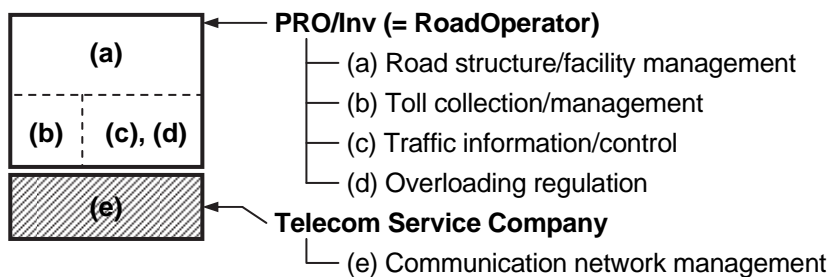 PRO/Inv (= RoadOperator)
(a)
(a) Road structure/facility management
(b) Toll collection/management
(b) (c), (d)
(c) Traffic information/control
(d) Overloading regulation
(e)
Telecom Service Company
(e) Communication network management